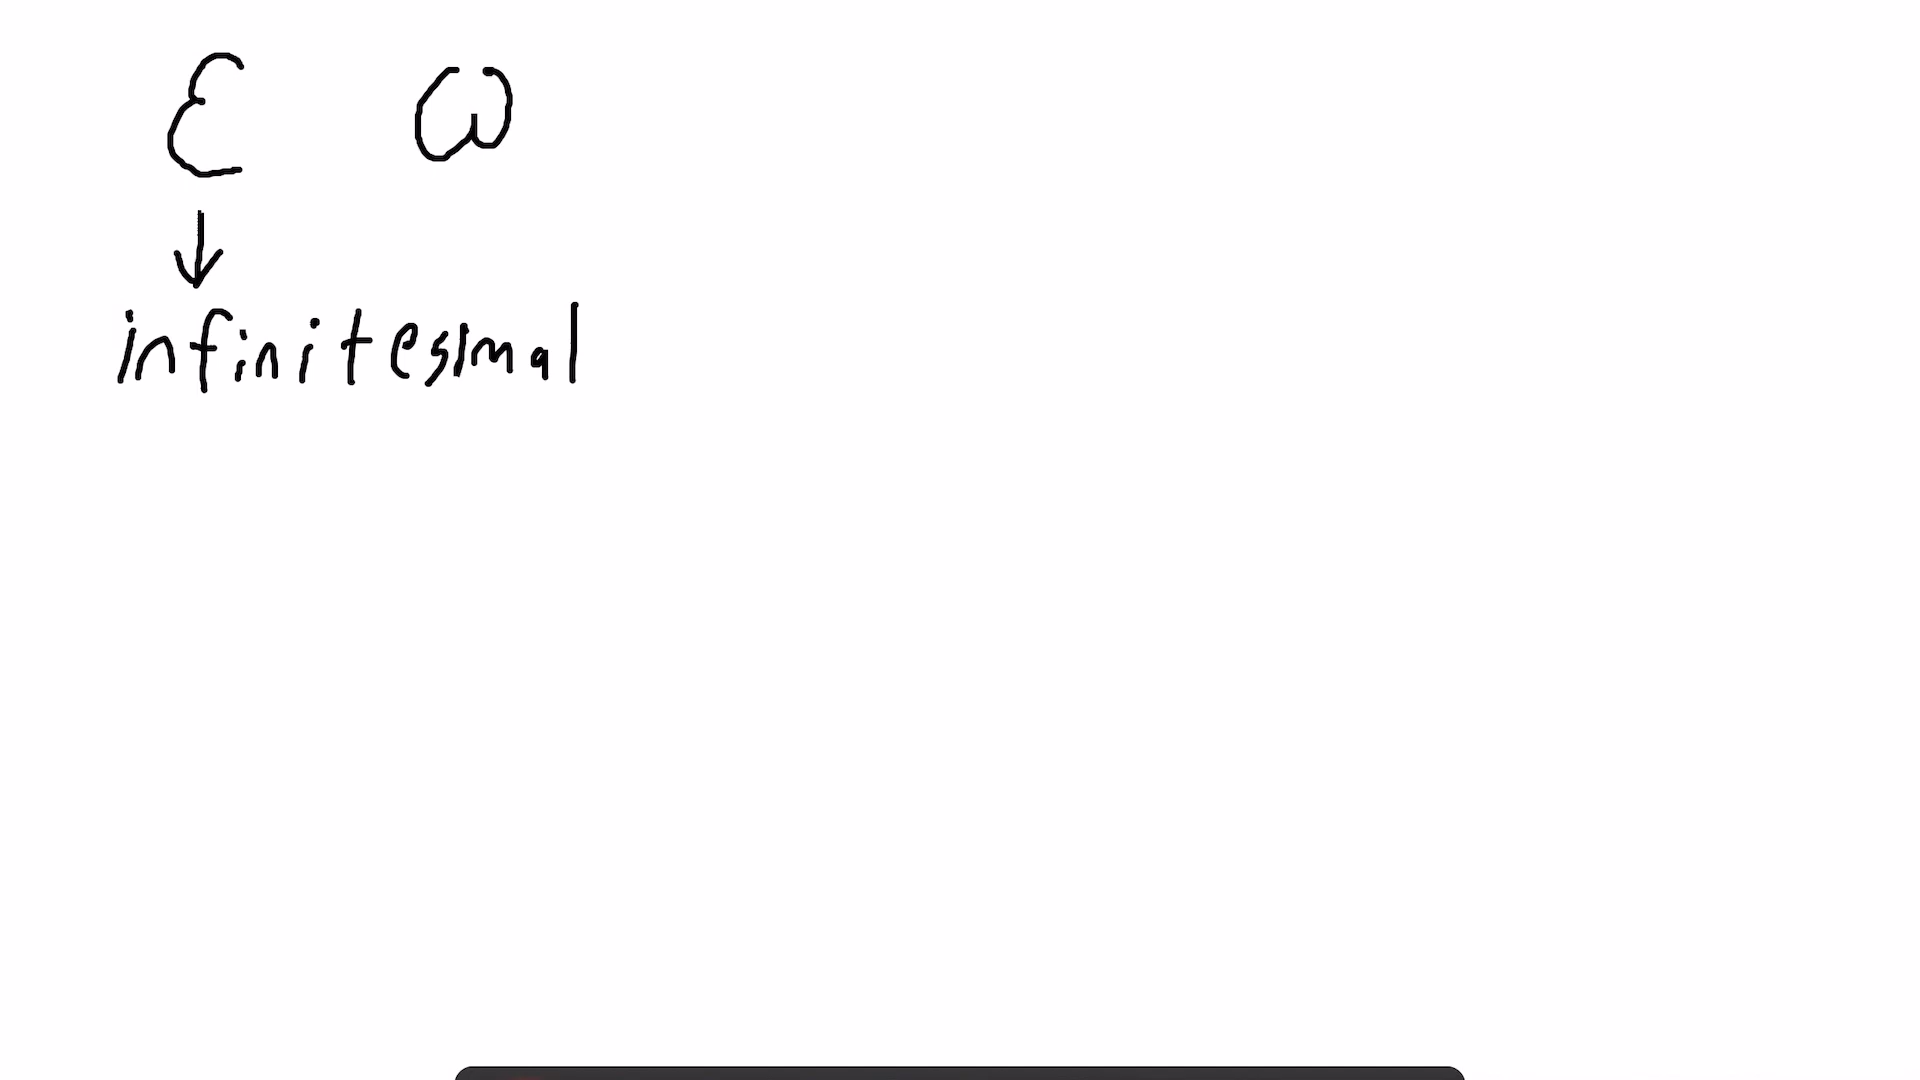 ε ω
↓
infinitesimal